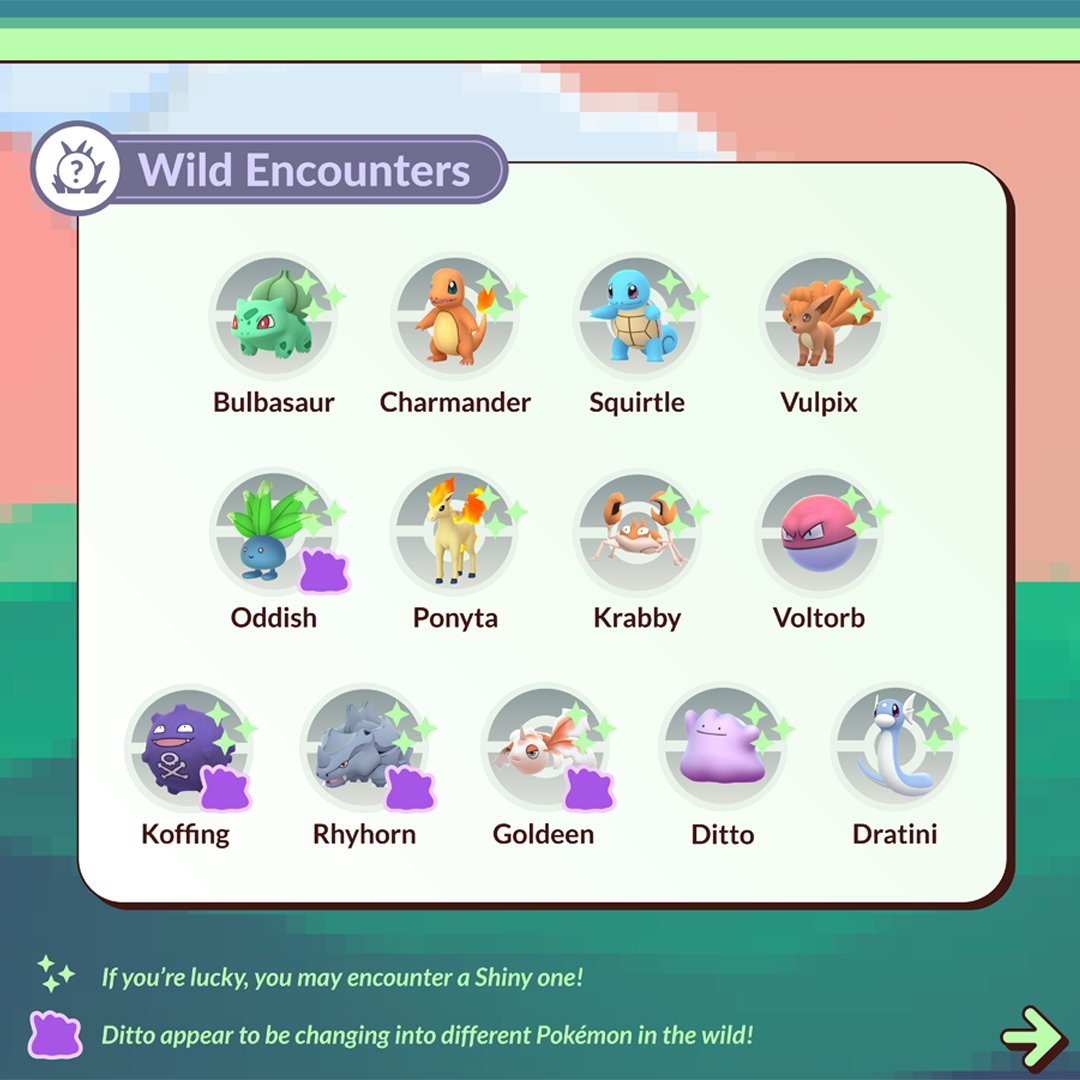 ?
Wild Encounters
Bulbasaur Charmander Squirtle Vulpix
Oddish Ponyta Krabby Voltorb
Koffing Rhyhorn Goldeen Ditto Dratini
If you're lucky, you may encounter a Shiny one!
Ditto appear to be changing into different Pokémon in the wild!